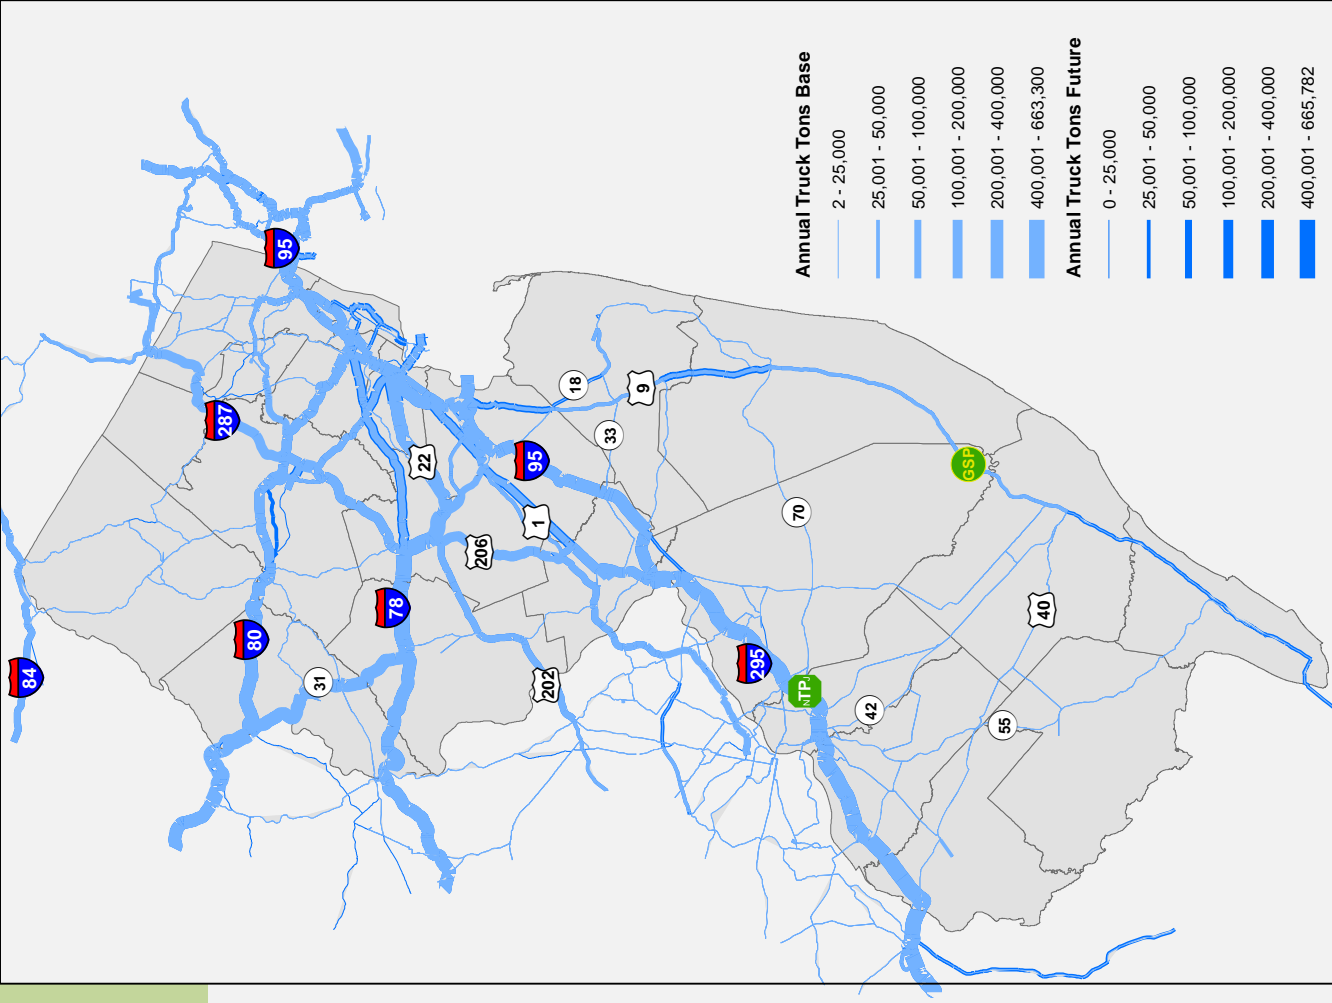 Annual Truck Tons Base
2 - 25,000
25,001 - 50,000
50,001 - 100,000
100,001 - 200,000
200,001 - 400,000
400,001 - 663,300
Annual Truck Tons Future
0 - 25,000
25,001 - 50,000
50,001 - 100,000
100,001 - 200,000
200,001 - 400,000
400,001 - 665,782
84
80
31
78
287
95
22
206
202
1
95
18
9
33
70
295
NTPJ
42
55
40
GSP